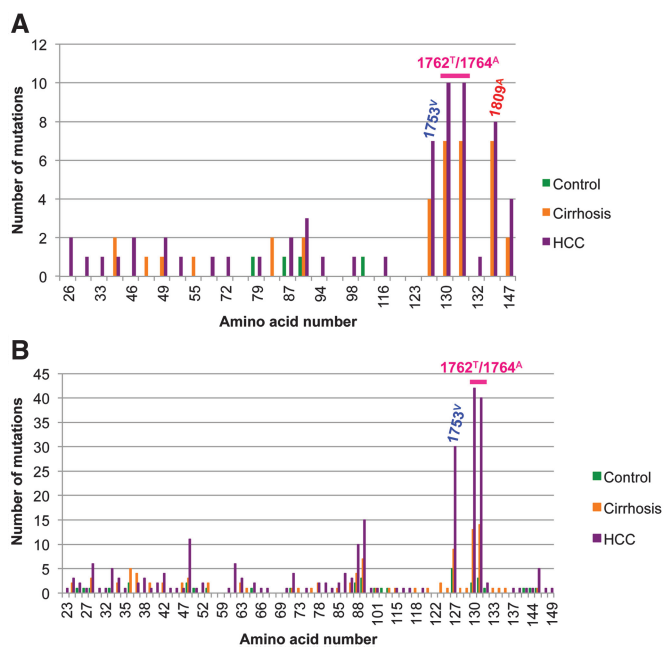 A
12
10
8
6
4
2
0
Number of mutations
1762ᵀ/1764ᴬ
1753ⱽ
1809ᴬ
Control
Cirrhosis
HCC
26 33 36 46 49 55 72 79 87 94 98 116 123 130 132 147
Amino acid number
B
45
40
35
30
25
20
15
10
5
0
Number of mutations
1762ᵀ/1764ᴬ
1753ⱽ
Control
Cirrhosis
HCC
23 27 32 35 38 42 48 52 59 63 66 69 73 78 85 88 101 115 118 122 127 130 133 137 144 149
Amino acid number